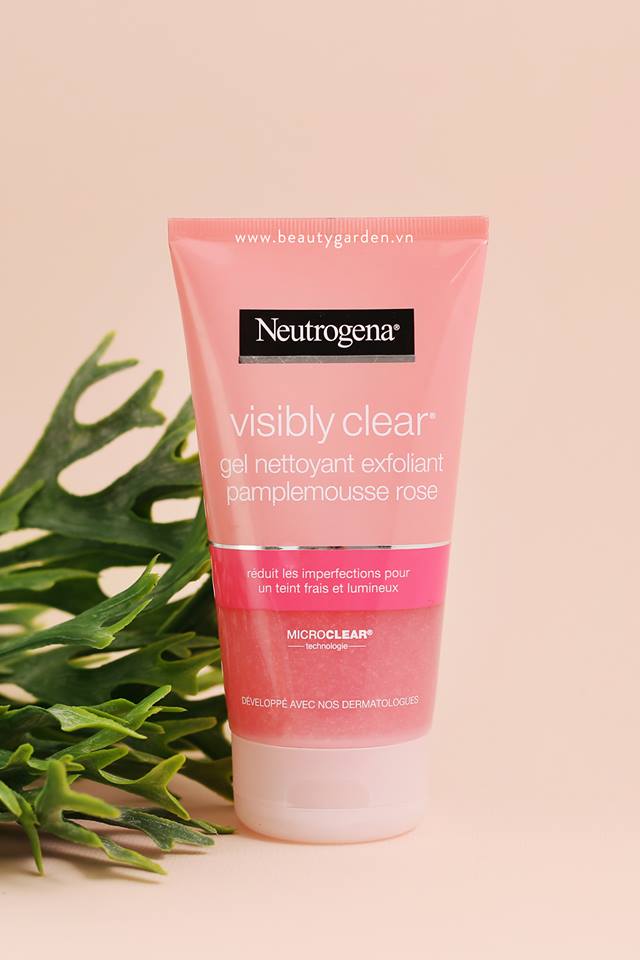 www.beautygarden.vn
Neutrogena®
visibly clear®
gel nettoyant exfoliant
pamplemousse rose
réduit les imperfections pour
un teint frais et lumineux
MICROCLEAR®
technologie
DÉVELOPPÉ AVEC NOS DERMATOLOGUES